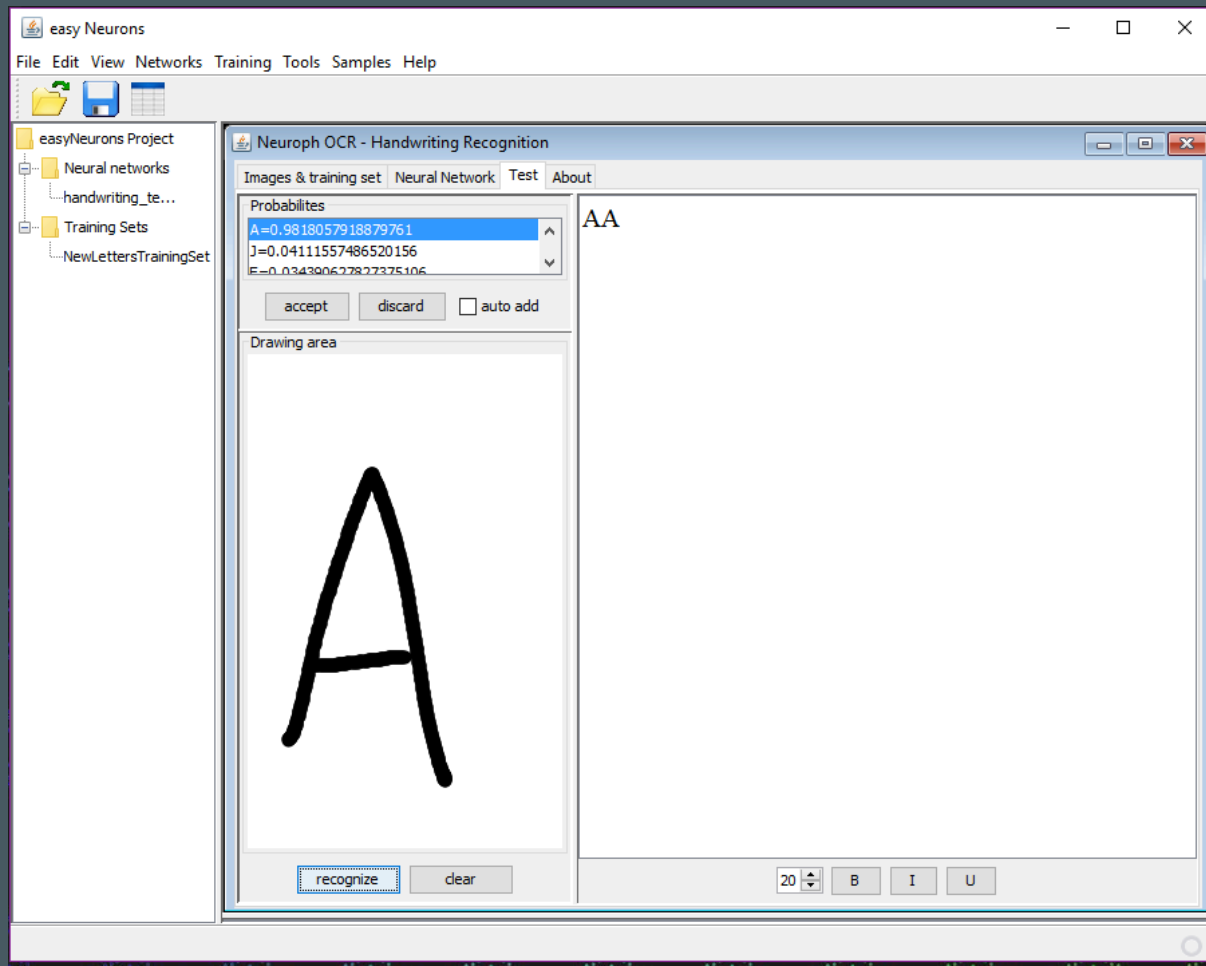 easy Neurons
File Edit View Networks Training Tools Samples Help
easyNeurons Project
Neural networks
handwriting_te...
Training Sets
NewLettersTrainingSet
Neuroph OCR - Handwriting Recognition
Images & training set Neural Network Test About
Probabilites
A=0.9818057918879761
J=0.04111557486520156
E=0.034390627827375106
accept discard auto add
Drawing area
A
recognize clear
AA
20 B I U